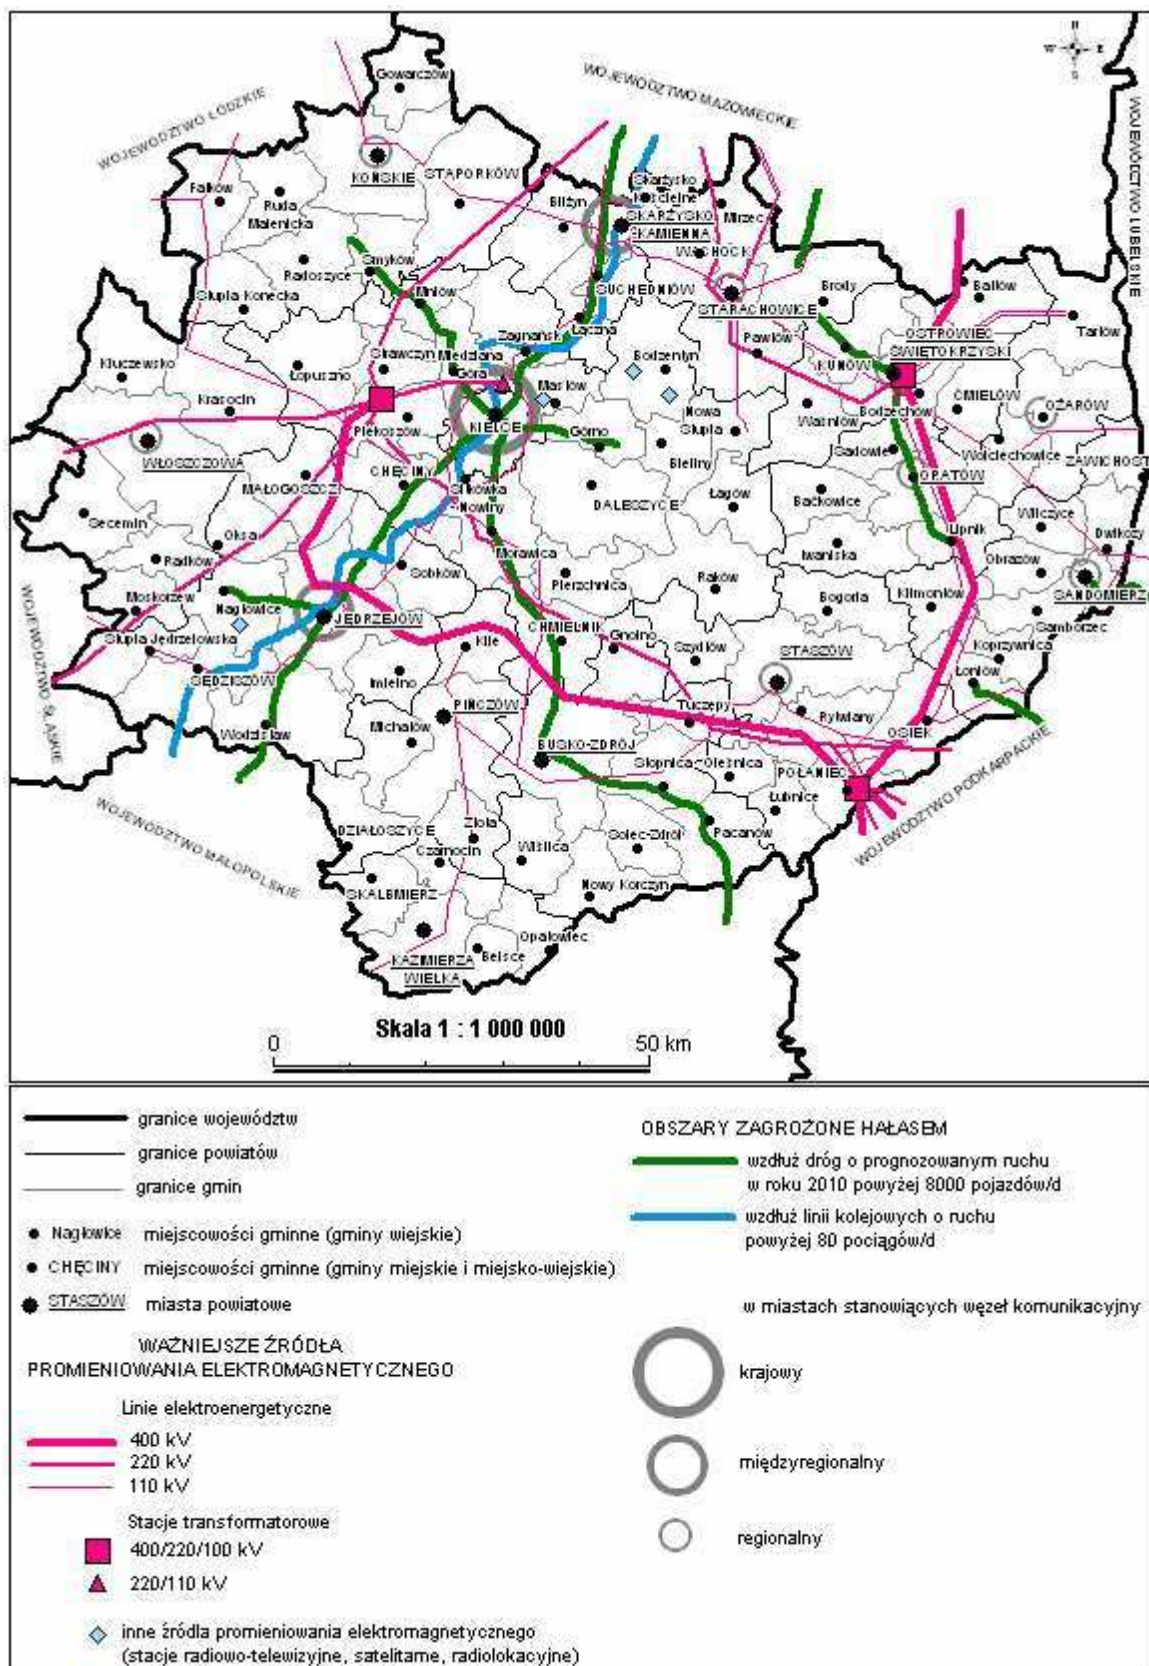 N
W E
S
WOJEWÓDZTWO ŁÓDZKIE
WOJEWÓDZTWO MAZOWIECKIE
WOJEWÓDZTWO LUBELSKIE
Gowarczów
KOŃSKIE
STAPORKÓW
Fałków
Ruda
Malenicka
Radoszyce
Smyków
Mniów
Słupia Konecka
Bliżyn
Skarżysko
Kościelne
SKARŻYSKO
KAMIENNA
Mirzec
WĄCHOCK
SUCHEDNIÓW
STARACHOWICE
Brody
Bałtów
Tarłów
Łączna
Zagnańsk
Bodzentyn
Pawłów
KUNÓW
OSTROWIEC
ŚWIĘTOKRZYSKI
Kluczewsko
Łopuszno
Strawczyn
Miedziana
Góra
Masłów
Krasocin
Piekoszów
KIELCE
Nowa
Słupia
Waśniów
Bodzechów
ĆMIELÓW
OŻARÓW
WŁOSZCZOWA
Górno
Bieliny
Sadowie
Wojciechowice
ZAWICHOST
MAŁOGOSZCZ
CHĘCINY
Sitkówka
Nowiny
DALESZYCE
Łagów
Baćkowice
OPATÓW
Secemin
Oksa
Wilczyce
Dwikozy
Radków
Morawica
Iwaniska
Lipnik
Obrazów
Sobków
Pierzchnica
Raków
Moskorzew
Nagłowice
JĘDRZEJÓW
Bogoria
Klimontów
SANDOMIERZ
Samborzec
Słupia Jędrzejowska
Kije
CHMIELNIK
Gnojno
Szydłów
STASZÓW
Koprzywnica
SĘDZISZÓW
Imielno
Łoniów
PIŃCZÓW
Tuczępy
Rytwiany
WOJEWÓDZTWO ŚLĄSKIE
Wodzisław
Michałów
BUSKO-ZDRÓJ
OSIEK
Stopnica
Oleśnica
POŁANIEC
WOJEWÓDZTWO PODKARPACKIE
Łubnice
WOJEWÓDZTWO MAŁOPOLSKIE
DZIAŁOSZYCE
Złota
Pacanów
Czarnocin
Wiślica
Solec-Zdrój
SKALBMIERZ
Nowy Korczyn
Opatowiec
KAZIMIERZA
WIELKA
Bejsce
Skala 1 : 1 000 000
0 50 km
granice województw
granice powiatów
granice gmin
Nagłowice miejscowości gminne (gminy wiejskie)
CHĘCINY miejscowości gminne (gminy miejskie i miejsko-wiejskie)
STASZÓW miasta powiatowe
WAŻNIEJSZE ŹRÓDŁA
PROMIENIOWANIA ELEKTROMAGNETYCZNEGO
Linie elektroenergetyczne
400 kV
220 kV
110 kV
Stacje transformatorowe
400/220/100 kV
220/110 kV
inne źródła promieniowania elektromagnetycznego
(stacje radiowo-telewizyjne, satelitarne, radiolokacyjne)
OBSZARY ZAGROŻONE HAŁASEM
wzdłuż dróg o prognozowanym ruchu
w roku 2010 powyżej 8000 pojazdów/d
wzdłuż linii kolejowych o ruchu
powyżej 80 pociągów/d
w miastach stanowiących węzeł komunikacyjny
krajowy
międzyregionalny
regionalny